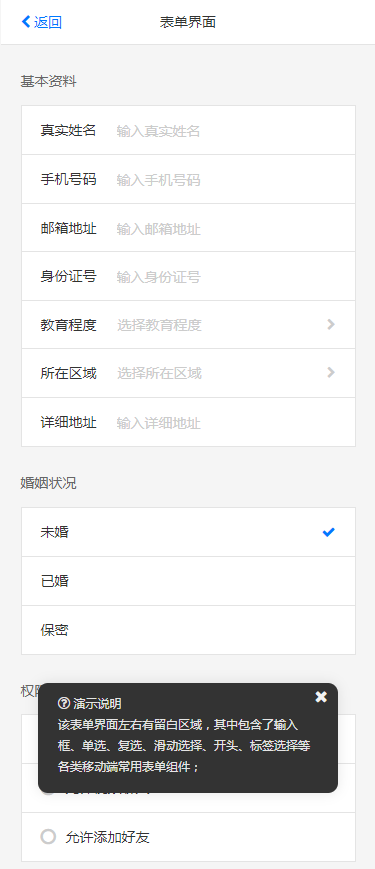 返回
表单界面
基本资料
真实姓名 输入真实姓名
手机号码 输入手机号码
邮箱地址 输入邮箱地址
身份证号 输入身份证号
教育程度 选择教育程度
所在区域 选择所在区域
详细地址 输入详细地址
婚姻状况
未婚
已婚
保密
权
演示说明
该表单界面左右有留白区域，其中包含了输入
框、单选、复选、滑动选择、开头、标签选择等
各类移动端常用表单组件；
允许添加好友